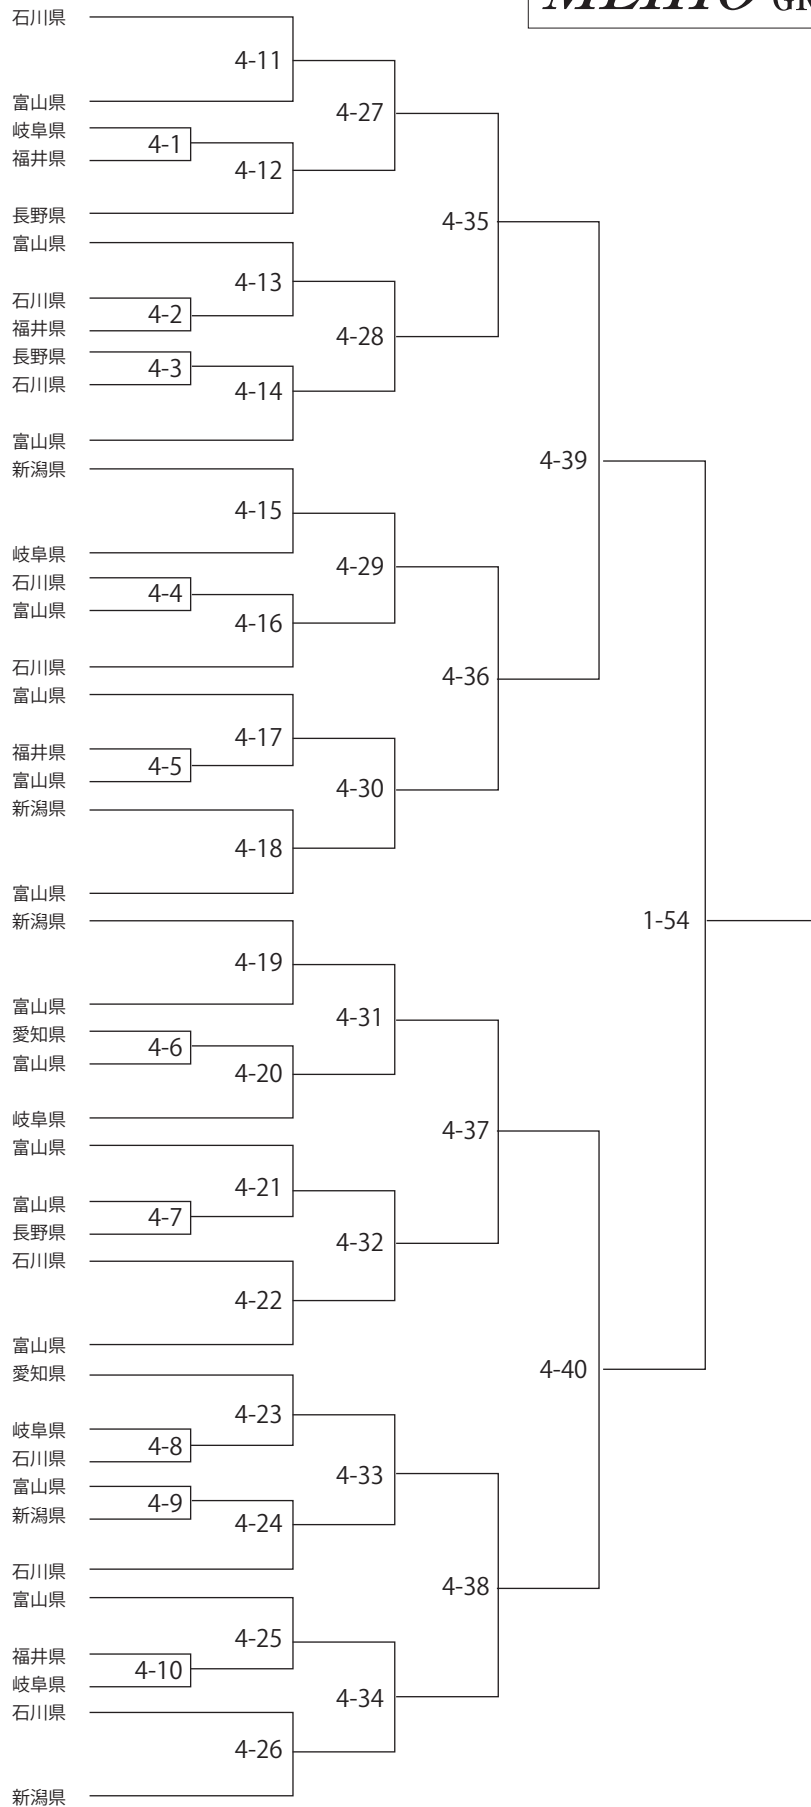 石川県
4-11
富山県
4-27
岐阜県
4-1
福井県
4-12
長野県
4-35
富山県
4-13
石川県
4-2
福井県
4-28
長野県
4-3
石川県
4-14
富山県
4-39
新潟県
4-15
岐阜県
4-29
石川県
4-4
富山県
4-16
石川県
4-36
富山県
4-17
福井県
4-5
富山県
4-30
新潟県
4-18
富山県
1-54
新潟県
4-19
富山県
4-31
愛知県
4-6
富山県
4-20
岐阜県
4-37
富山県
4-21
富山県
4-7
長野県
4-32
石川県
4-22
富山県
4-40
愛知県
4-23
岐阜県
4-8
石川県
4-33
富山県
4-9
新潟県
4-24
石川県
4-38
富山県
4-25
福井県
4-10
岐阜県
4-34
石川県
4-26
新潟県